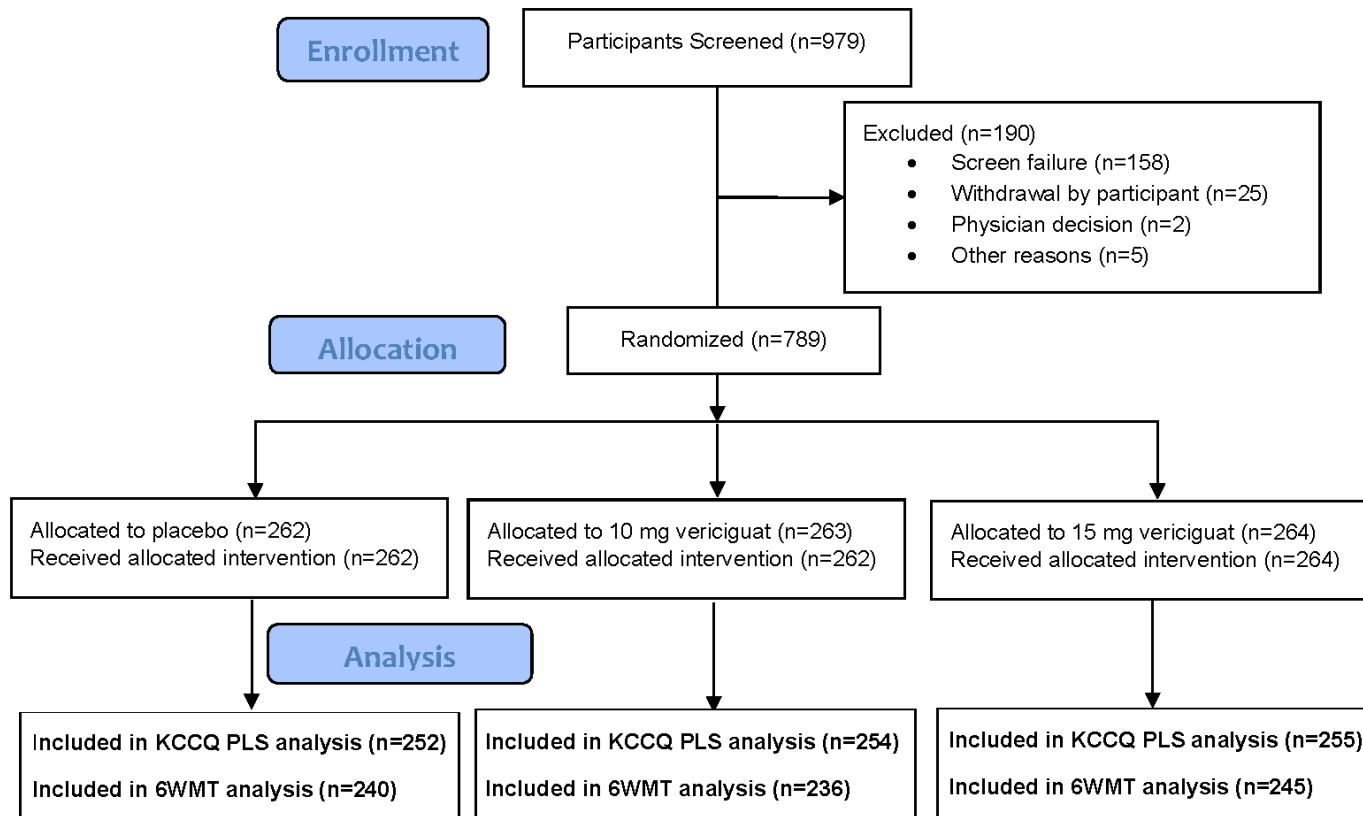 Enrollment
Participants Screened (n=979)
Excluded (n=190)
• Screen failure (n=158)
• Withdrawal by participant (n=25)
• Physician decision (n=2)
• Other reasons (n=5)
Allocation
Randomized (n=789)
Allocated to placebo (n=262)
Received allocated intervention (n=262)
Allocated to 10 mg vericiguat (n=263)
Received allocated intervention (n=262)
Allocated to 15 mg vericiguat (n=264)
Received allocated intervention (n=264)
Analysis
Included in KCCQ PLS analysis (n=252)
Included in 6WMT analysis (n=240)
Included in KCCQ PLS analysis (n=254)
Included in 6WMT analysis (n=236)
Included in KCCQ PLS analysis (n=255)
Included in 6WMT analysis (n=245)